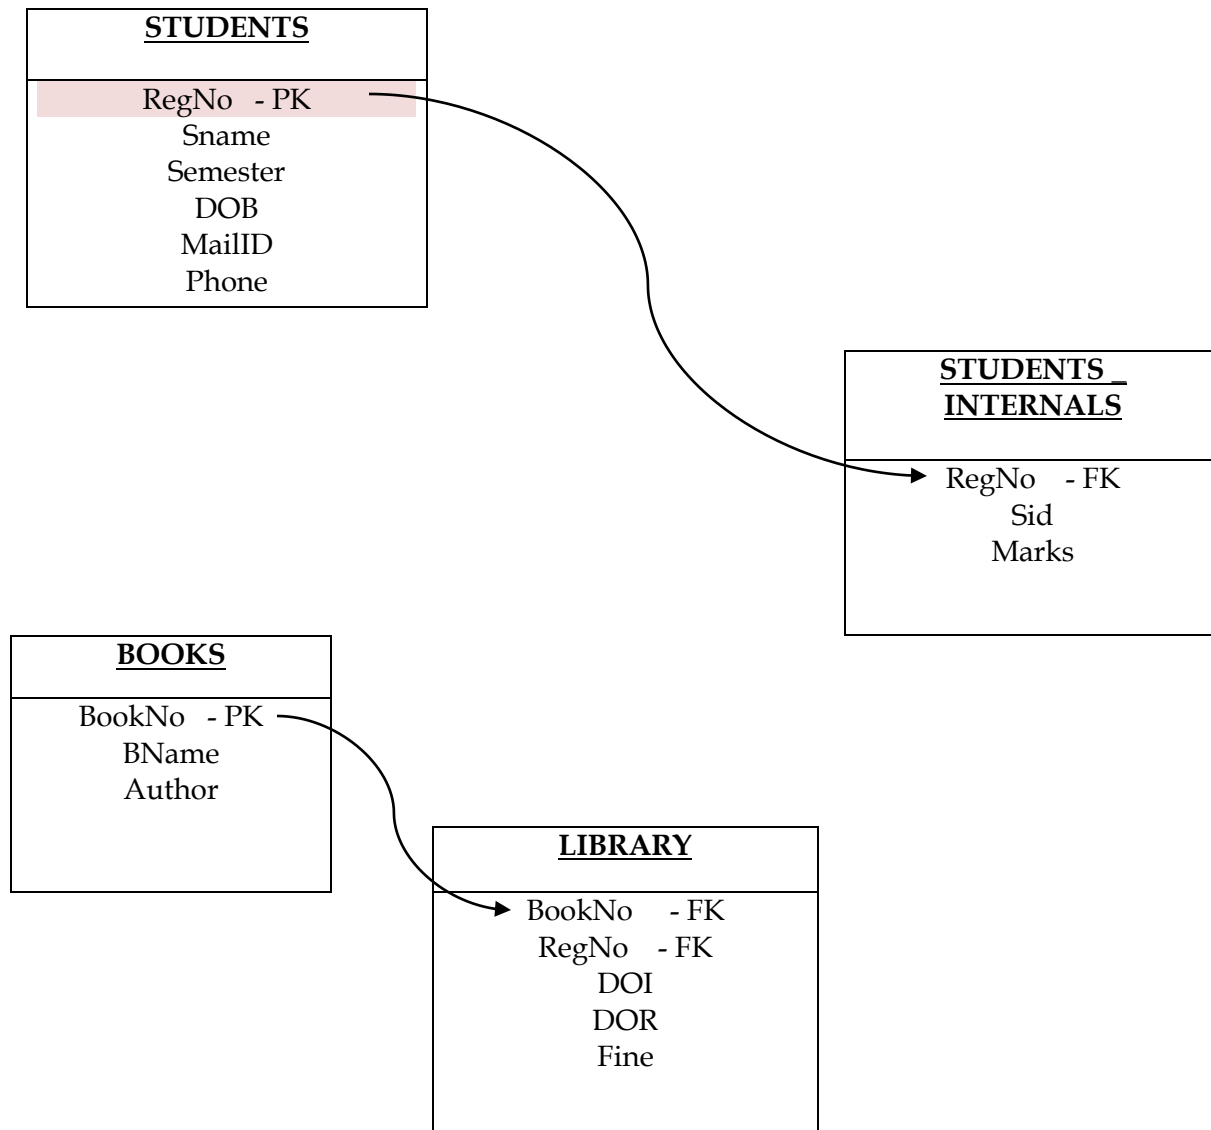 STUDENTS
RegNo - PK
Sname
Semester
DOB
MailID
Phone
STUDENTS _
INTERNALS
RegNo - FK
Sid
Marks
BOOKS
BookNo - PK
BName
Author
LIBRARY
BookNo - FK
RegNo - FK
DOI
DOR
Fine